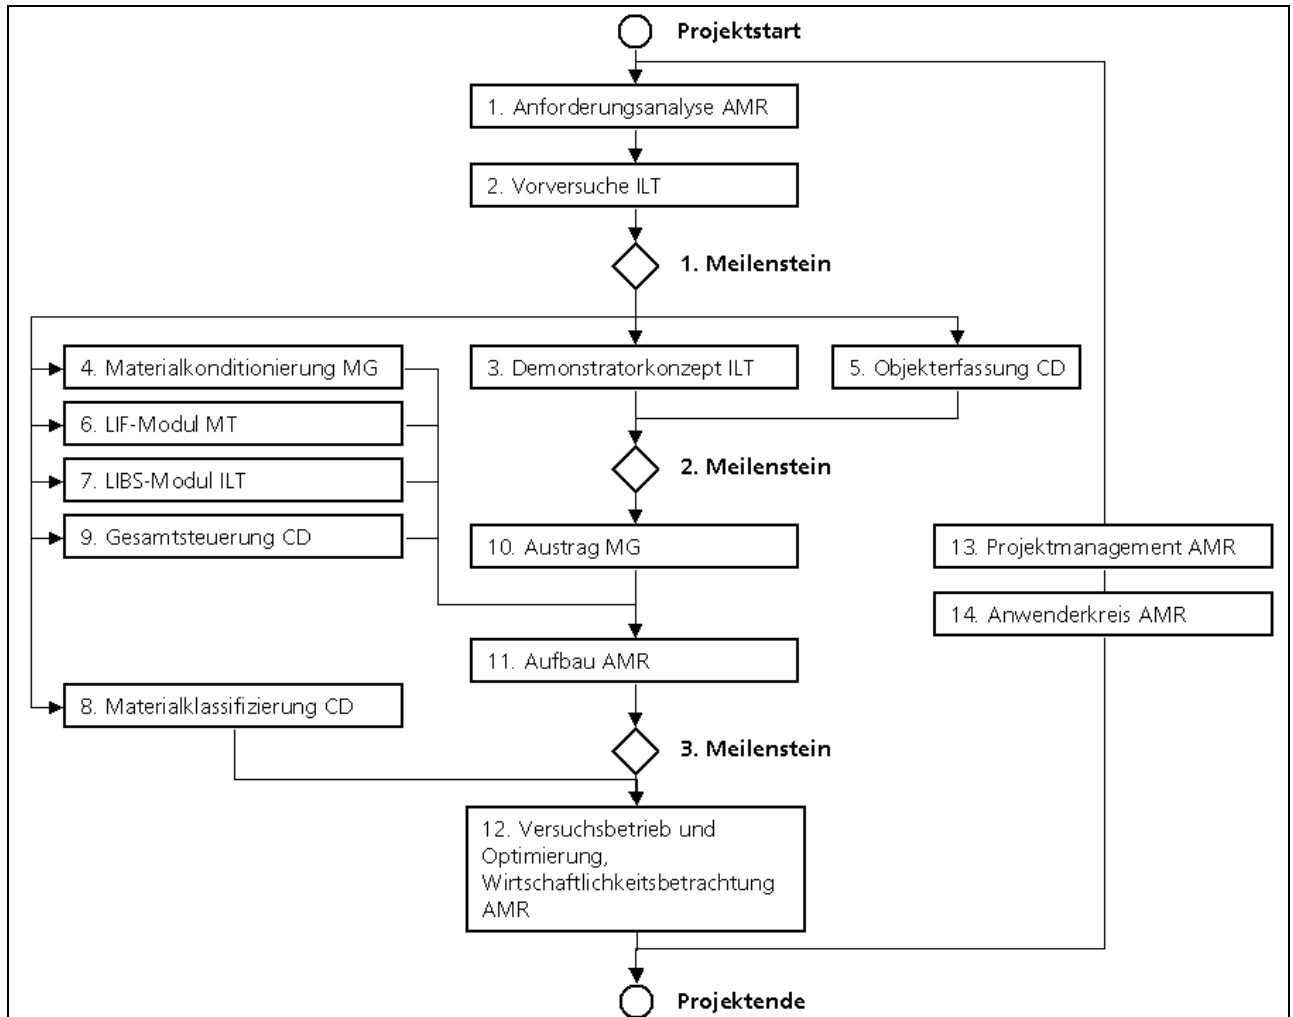 Projektstart
1. Anforderungsanalyse AMR
2. Vorversuche ILT
1. Meilenstein
4. Materialkonditionierung MG
3. Demonstratorkonzept ILT
5. Objekterfassung CD
6. LIF-Modul MT
7. LIBS-Modul ILT
2. Meilenstein
9. Gesamtsteuerung CD
10. Austrag MG
13. Projektmanagement AMR
14. Anwenderkreis AMR
11. Aufbau AMR
8. Materialklassifizierung CD
3. Meilenstein
12. Versuchsbetrieb und
Optimierung,
Wirtschaftlichkeitsbetrachtung
AMR
Projektende